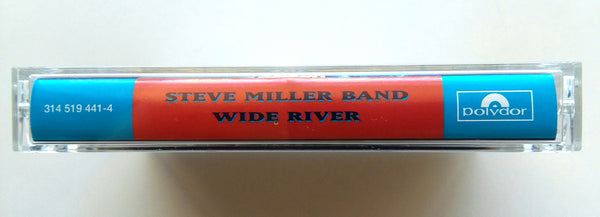 314 519 441-4
STEVE MILLER BAND
WIDE RIVER
polydor